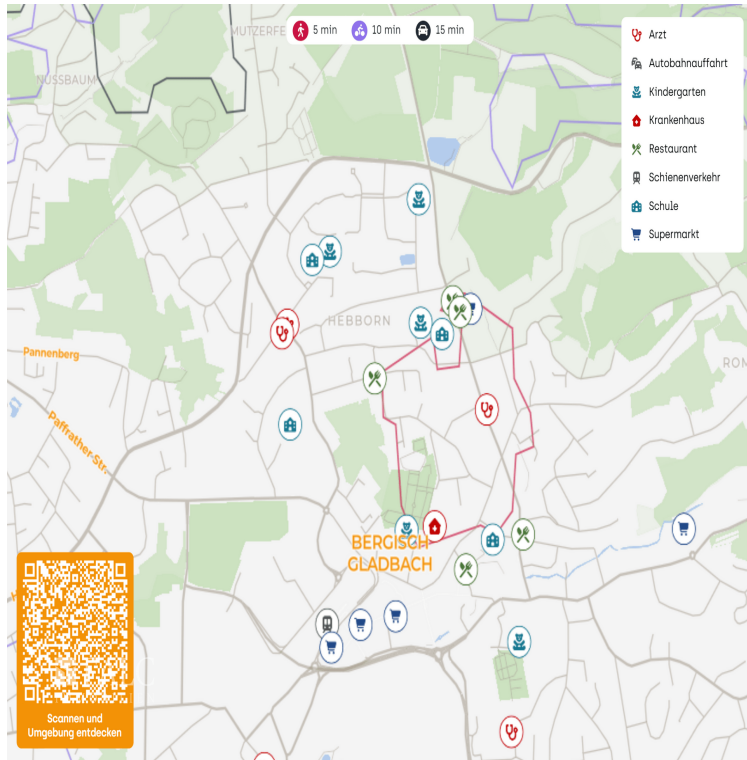 MUTZERFE
5 min
10 min
15 min
Arzt
Autobahnauffahrt
Kindergarten
Krankenhaus
Restaurant
Schienenverkehr
Schule
Supermarkt
NUSSBAUM
HEBBORN
Pannenberg
ROM
Paffrather-Str.
BERGISCH
GLADBACH
Scannen und
Umgebung entdecken